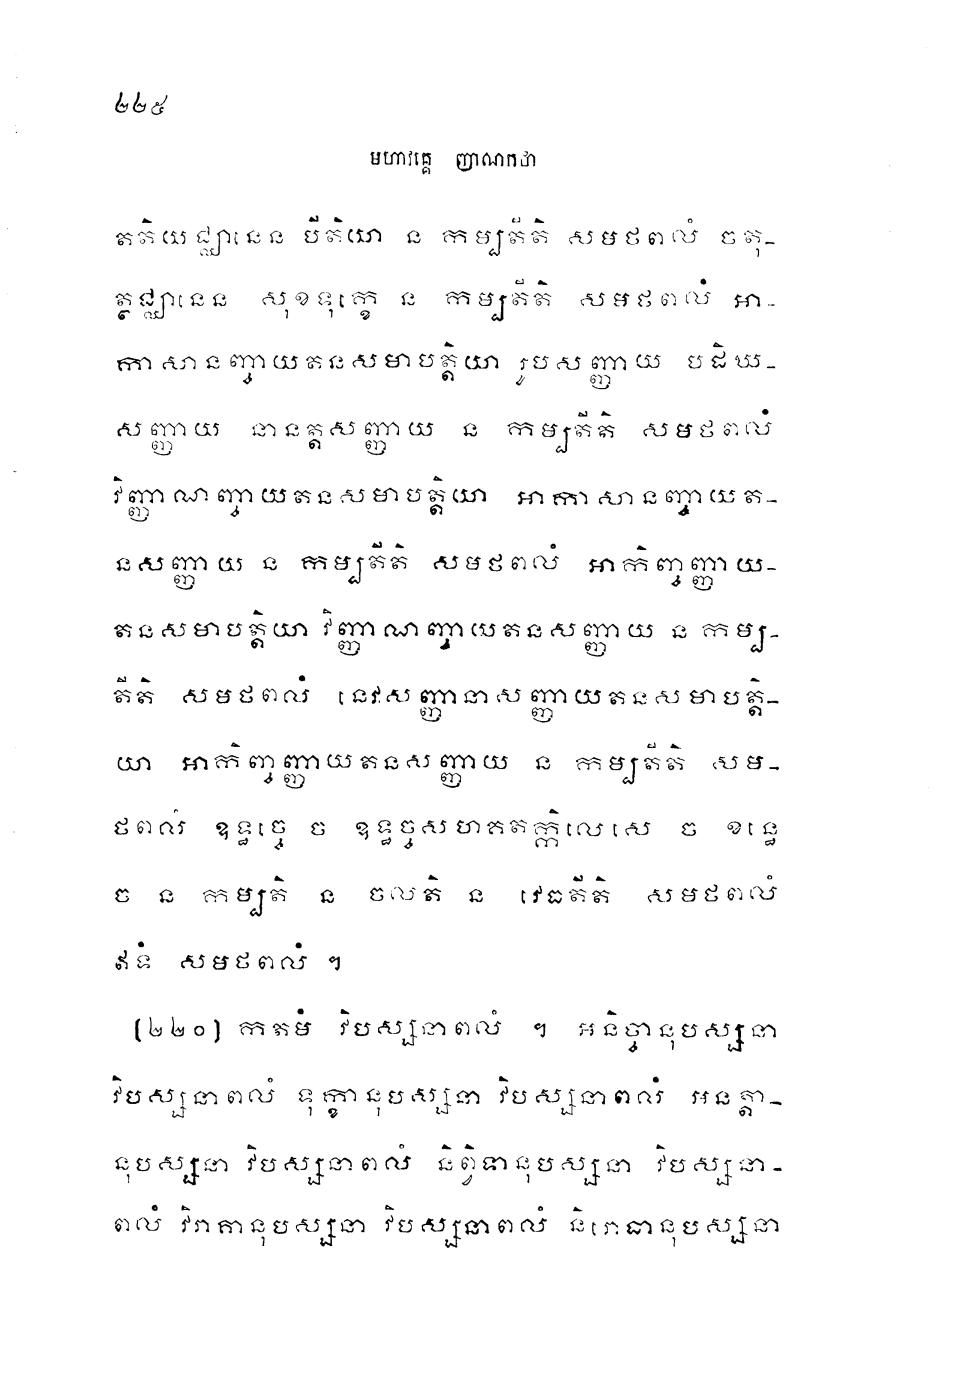 ២២៥
មហាវគ្គេ ញាណកថា
តតិយជ្ឈានេន បីតិយា ន កម្បតីតិ សមថពលំ ចតុ-
ត្ថជ្ឈានេន សុខទុក្ខេ ន កម្បតីតិ សមថពលំ អា-
កាសានញ្ចាយតនសមាបត្តិយា រូបសញ្ញាយ បដិឃ-
សញ្ញាយ នានត្តសញ្ញាយ ន កម្បតីតិ សមថពលំ
វិញ្ញាណញ្ចាយតនសមាបត្តិយា អាកាសានញ្ចាយត-
នសញ្ញាយ ន កម្បតីតិ សមថពលំ អាកិញ្ចញ្ញាយ-
តនសមាបត្តិយា វិញ្ញាណញ្ចាយតនសញ្ញាយ ន កម្ប-
តីតិ សមថពលំ នេវសញ្ញានាសញ្ញាយតនសមាបត្តិ-
យា អាកិញ្ចញ្ញាយតនសញ្ញាយ ន កម្បតីតិ សម-
ថពលំ ឧទ្ធច្ចេ ច ឧទ្ធច្ចសហគតក្កិលេសេ ច ខន្ធេ
ច ន កម្បតិ ន ចលតិ ន វេធតីតិ សមថពលំ
ឥទំ សមថពលំ ។
(២២០) កតមំ វិបស្សនាពលំ ។ អនិច្ចានុបស្សនា
វិបស្សនាពលំ ទុក្ខានុបស្សនា វិបស្សនាពលំ អនត្តា-
នុបស្សនា វិបស្សនាពលំ និព្វិទានុបស្សនា វិបស្សនា-
ពលំ វិរាគានុបស្សនា វិបស្សនាពលំ និរោធានុបស្សនា